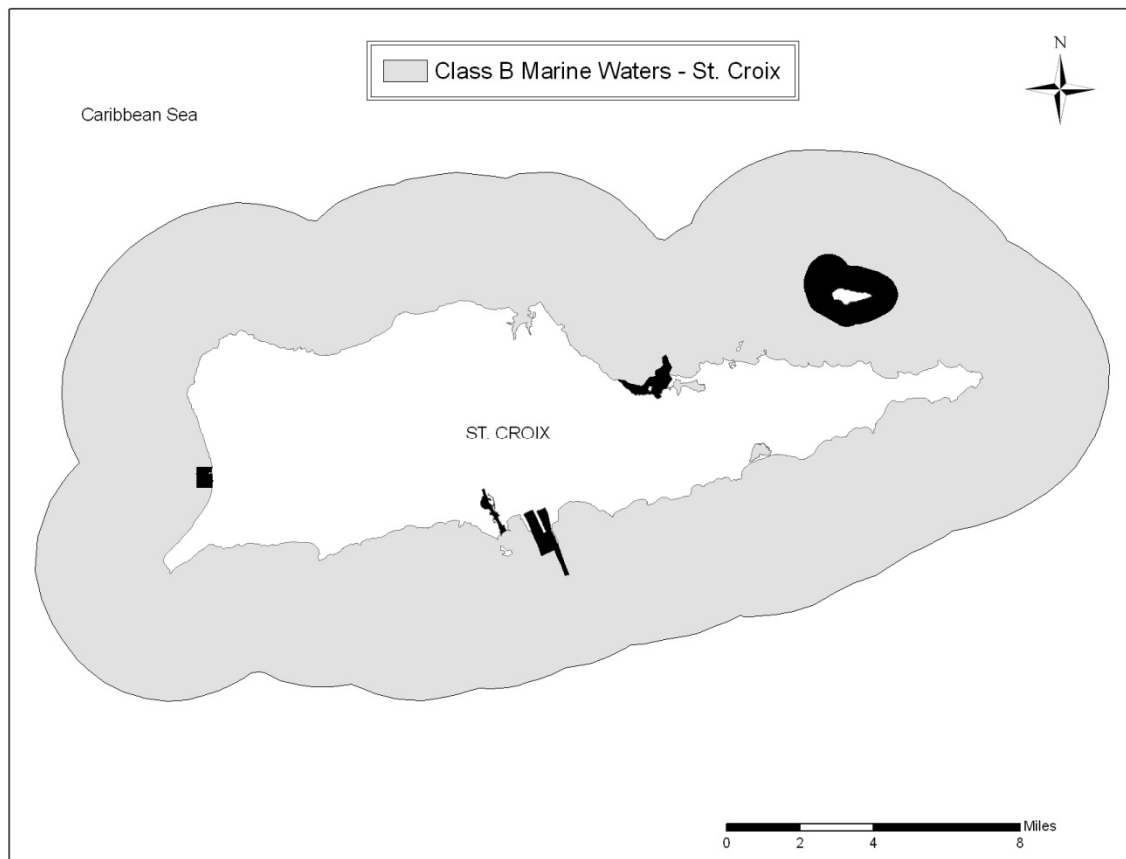 Class B Marine Waters - St. Croix
N
Caribbean Sea
ST. CROIX
Miles
0 2 4 8